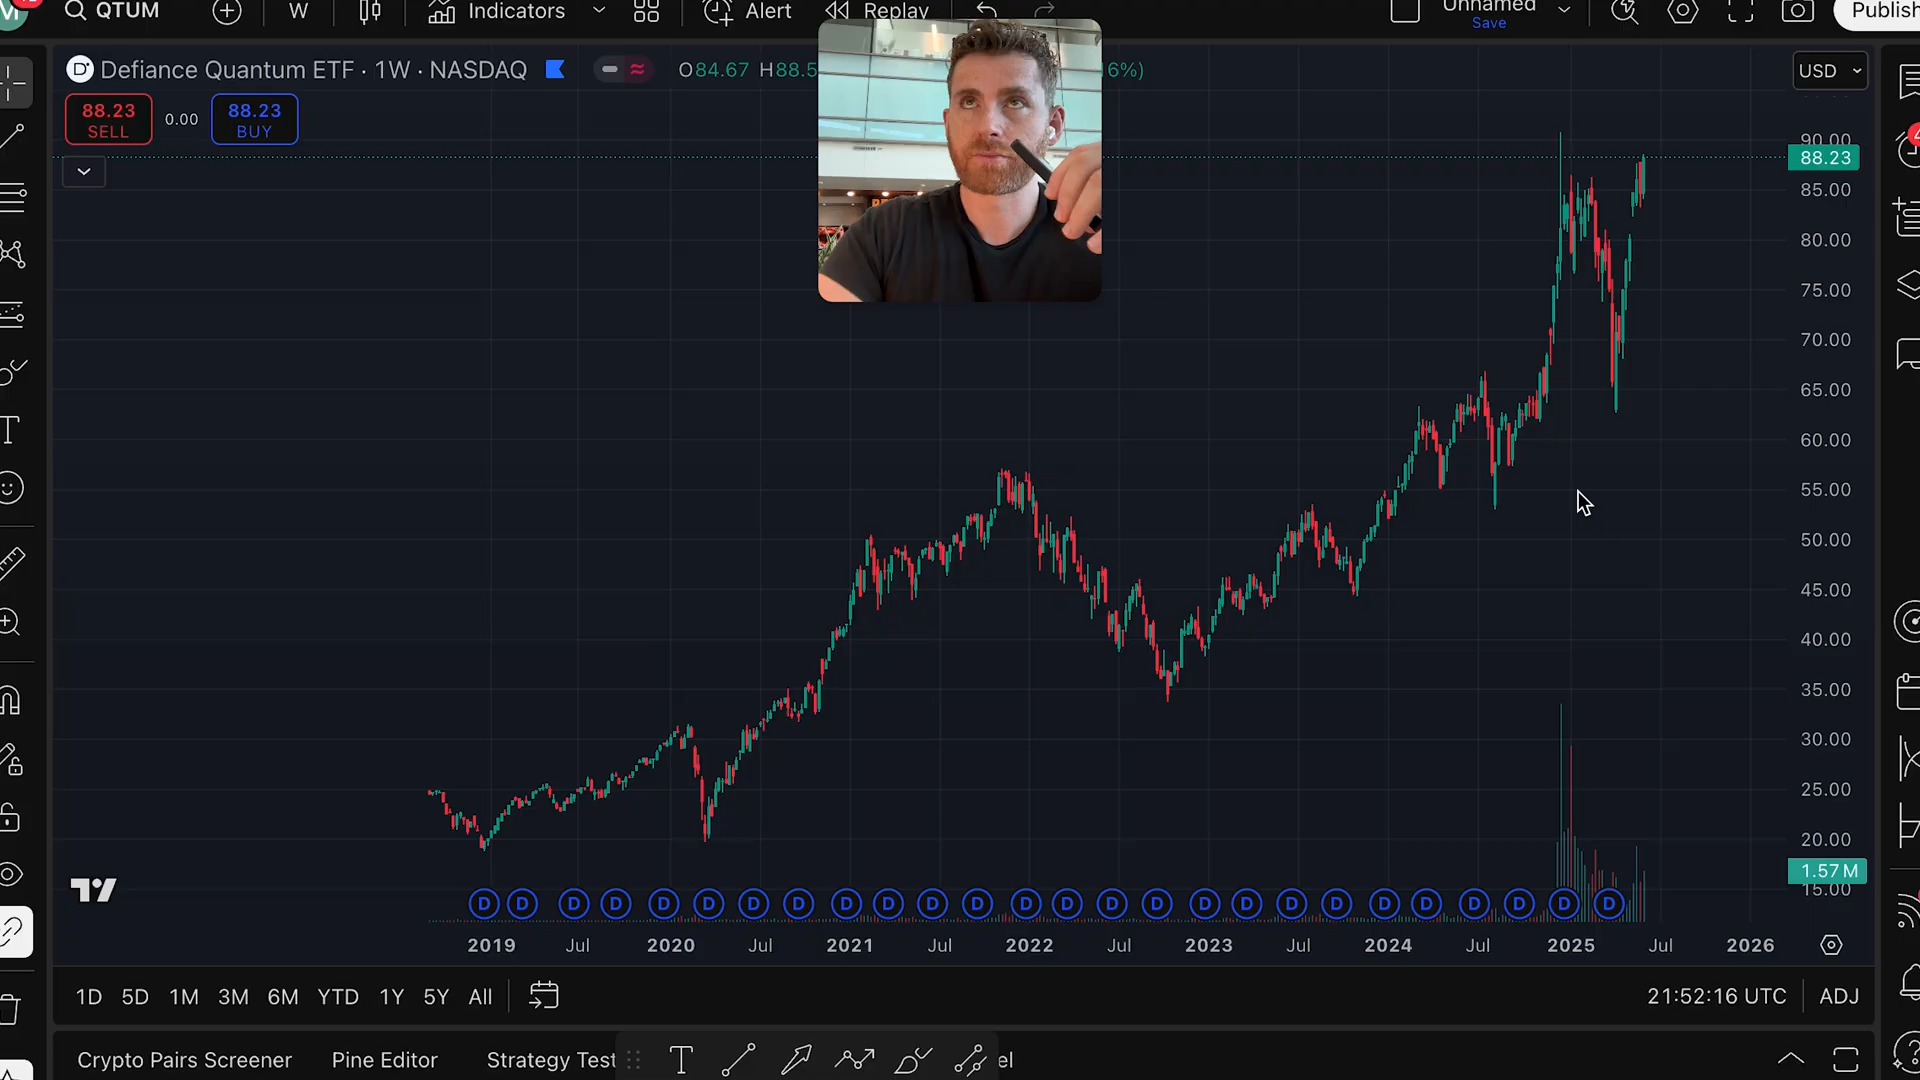 QTUM
W
Indicators
Alert
Replay
Unnamed
Save
Publish
Defiance Quantum ETF · 1W · NASDAQ
O84.67 H88.5
6%)
USD
88.23
SELL
0.00
88.23
BUY
90.00
88.23
85.00
80.00
75.00
70.00
65.00
60.00
55.00
50.00
45.00
40.00
35.00
30.00
25.00
20.00
1.57 M
15.00
D D D D D D D D D D D D D D D D D D D D D D D D D D
2019 Jul 2020 Jul 2021 Jul 2022 Jul 2023 Jul 2024 Jul 2025 Jul 2026
1D 5D 1M 3M 6M YTD 1Y 5Y All
21:52:16 UTC
ADJ
Crypto Pairs Screener
Pine Editor
Strategy Test
T
el